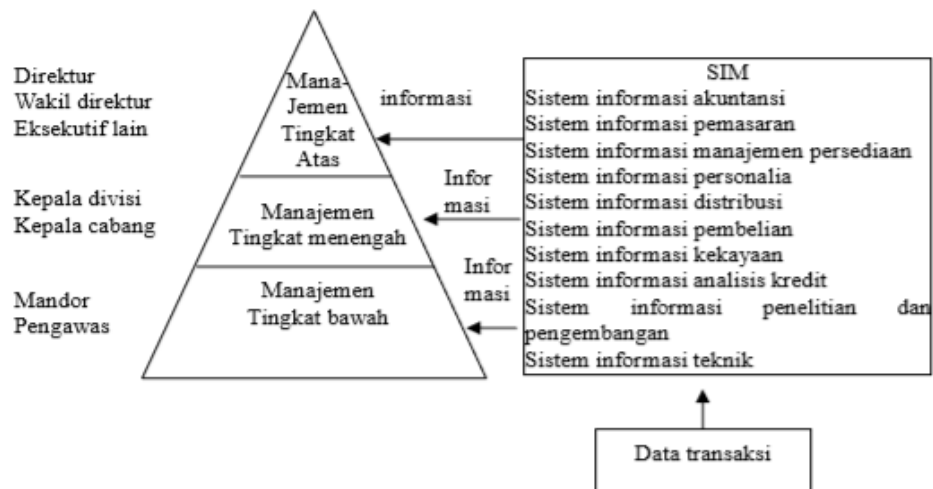 Direktur
Wakil direktur
Eksekutif lain
Kepala divisi
Kepala cabang
Mandor
Pengawas
Mana-
Jemen
Tingkat
Atas
Manajemen
Tingkat menengah
Manajemen
Tingkat bawah
informasi
Infor
masi
Infor
masi
SIM
Sistem informasi akuntansi
Sistem informasi pemasaran
Sistem informasi manajemen persediaan
Sistem informasi personalia
Sistem informasi distribusi
Sistem informasi pembelian
Sistem informasi kekayaan
Sistem informasi analisis kredit
Sistem informasi penelitian dan
pengembangan
Sistem informasi teknik
Data transaksi